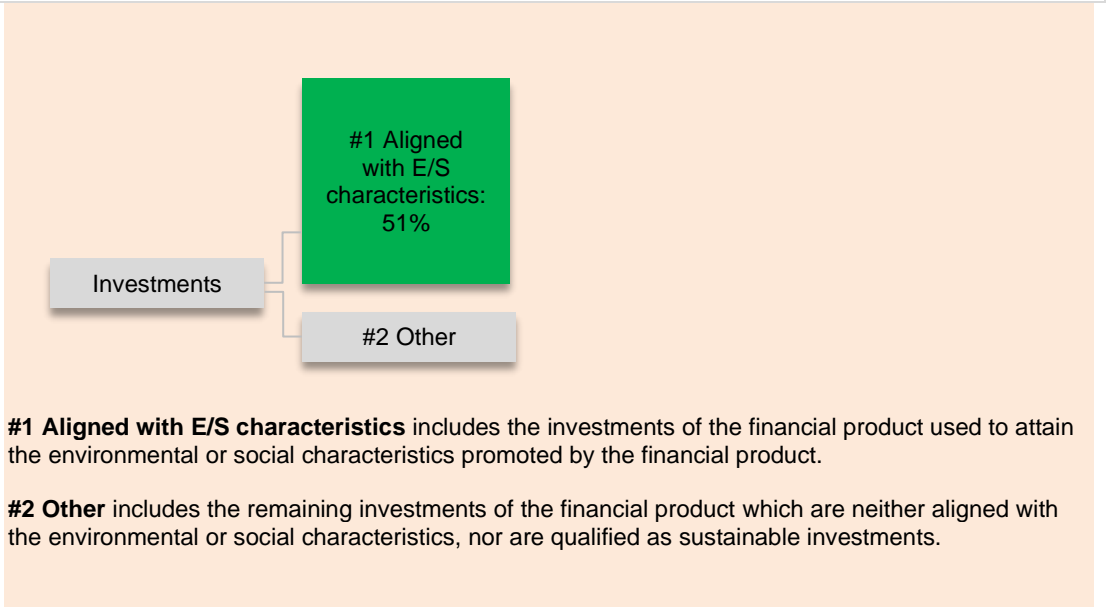 #1 Aligned
with E/S
characteristics:
51%
Investments
#2 Other
#1 Aligned with E/S characteristics includes the investments of the financial product used to attain
the environmental or social characteristics promoted by the financial product.
#2 Other includes the remaining investments of the financial product which are neither aligned with
the environmental or social characteristics, nor are qualified as sustainable investments.